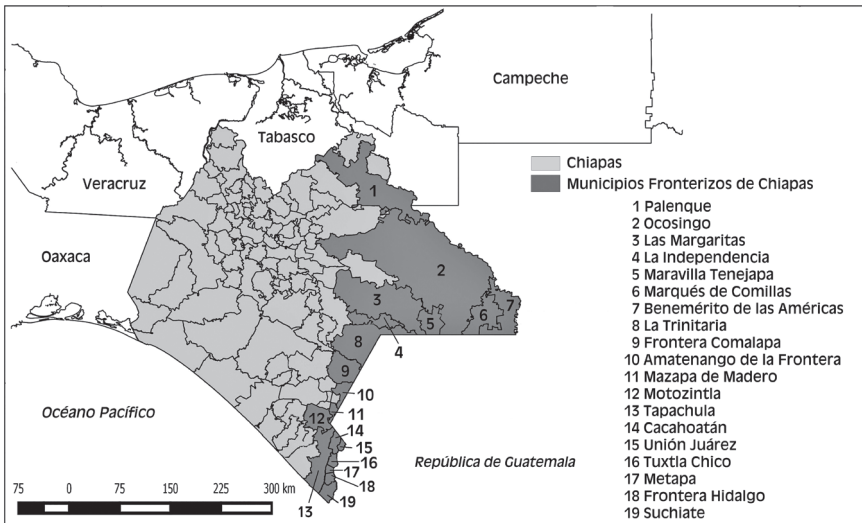 Campeche
Tabasco
Veracruz
Oaxaca
Océano Pacífico
República de Guatemala
Chiapas
Municipios Fronterizos de Chiapas
1 Palenque
2 Ocosingo
3 Las Margaritas
4 La Independencia
5 Maravilla Tenejapa
6 Marqués de Comillas
7 Benemérito de las Américas
8 La Trinitaria
9 Frontera Comalapa
10 Amatenango de la Frontera
11 Mazapa de Madero
12 Motozintla
13 Tapachula
14 Cacahoatán
15 Unión Juárez
16 Tuxtla Chico
17 Metapa
18 Frontera Hidalgo
19 Suchiate
1
2
3
7
6
5
8
4
9
10
11
12
14
15
16
17
18
13
19
75 0 75 150 225 300 km